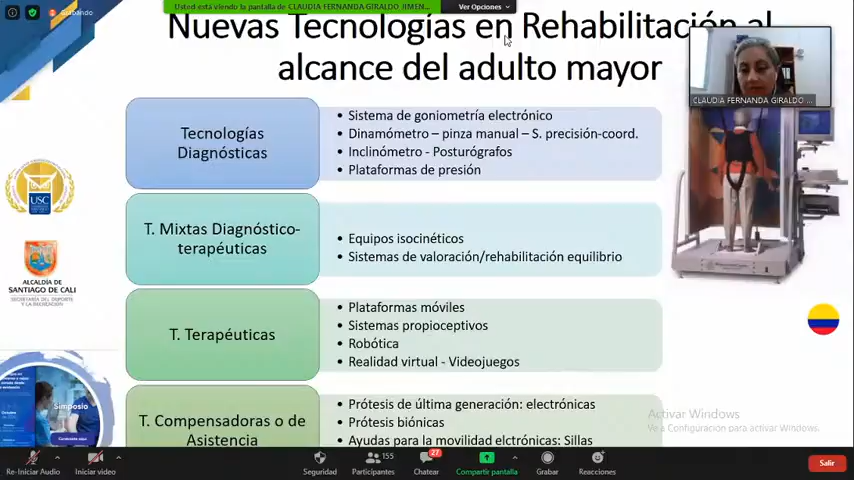 Grabando
Usted está viendo la pantalla de CLAUDIA FERNANDA GIRALDO JIMEN...
Ver Opciones
Nuevas Tecnologías en Rehabilitación al
alcance del adulto mayor
CLAUDIA FERNANDA GIRALDO ...
Tecnologías
Diagnósticas
• Sistema de goniometría electrónico
• Dinamómetro – pinza manual – S. precisión-coord.
• Inclinómetro - Posturógrafos
• Plataformas de presión
T. Mixtas Diagnóstico-
terapéuticas
• Equipos isocinéticos
• Sistemas de valoración/rehabilitación equilibrio
T. Terapéuticas
• Plataformas móviles
• Sistemas propioceptivos
• Robótica
• Realidad virtual - Videojuegos
T. Compensadoras o de
Asistencia
• Prótesis de última generación: electrónicas
• Prótesis biónicas
• Ayudas para la movilidad elctrónicas: Sillas
USC
ALCALDÍA DE
SANTIAGO DE CALI
SECRETARÍA DEL DEPORTE
Y LA RECREACIÓN
Simposio
Activar Windows
Ve a Configuración para activar Windows.
Re-Iniciar Audio
Iniciar video
Seguridad
155
Participantes
27
Chatear
Compartir pantalla
Grabar
Reacciones
Salir